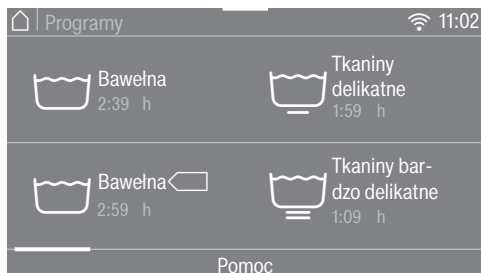 Programy
11:02
Bawełna
2:39 h
Tkaniny
delikatne
1:59 h
Bawełna
2:59 h
Tkaniny bar-
dzo delikatne
1:09 h
Pomoc